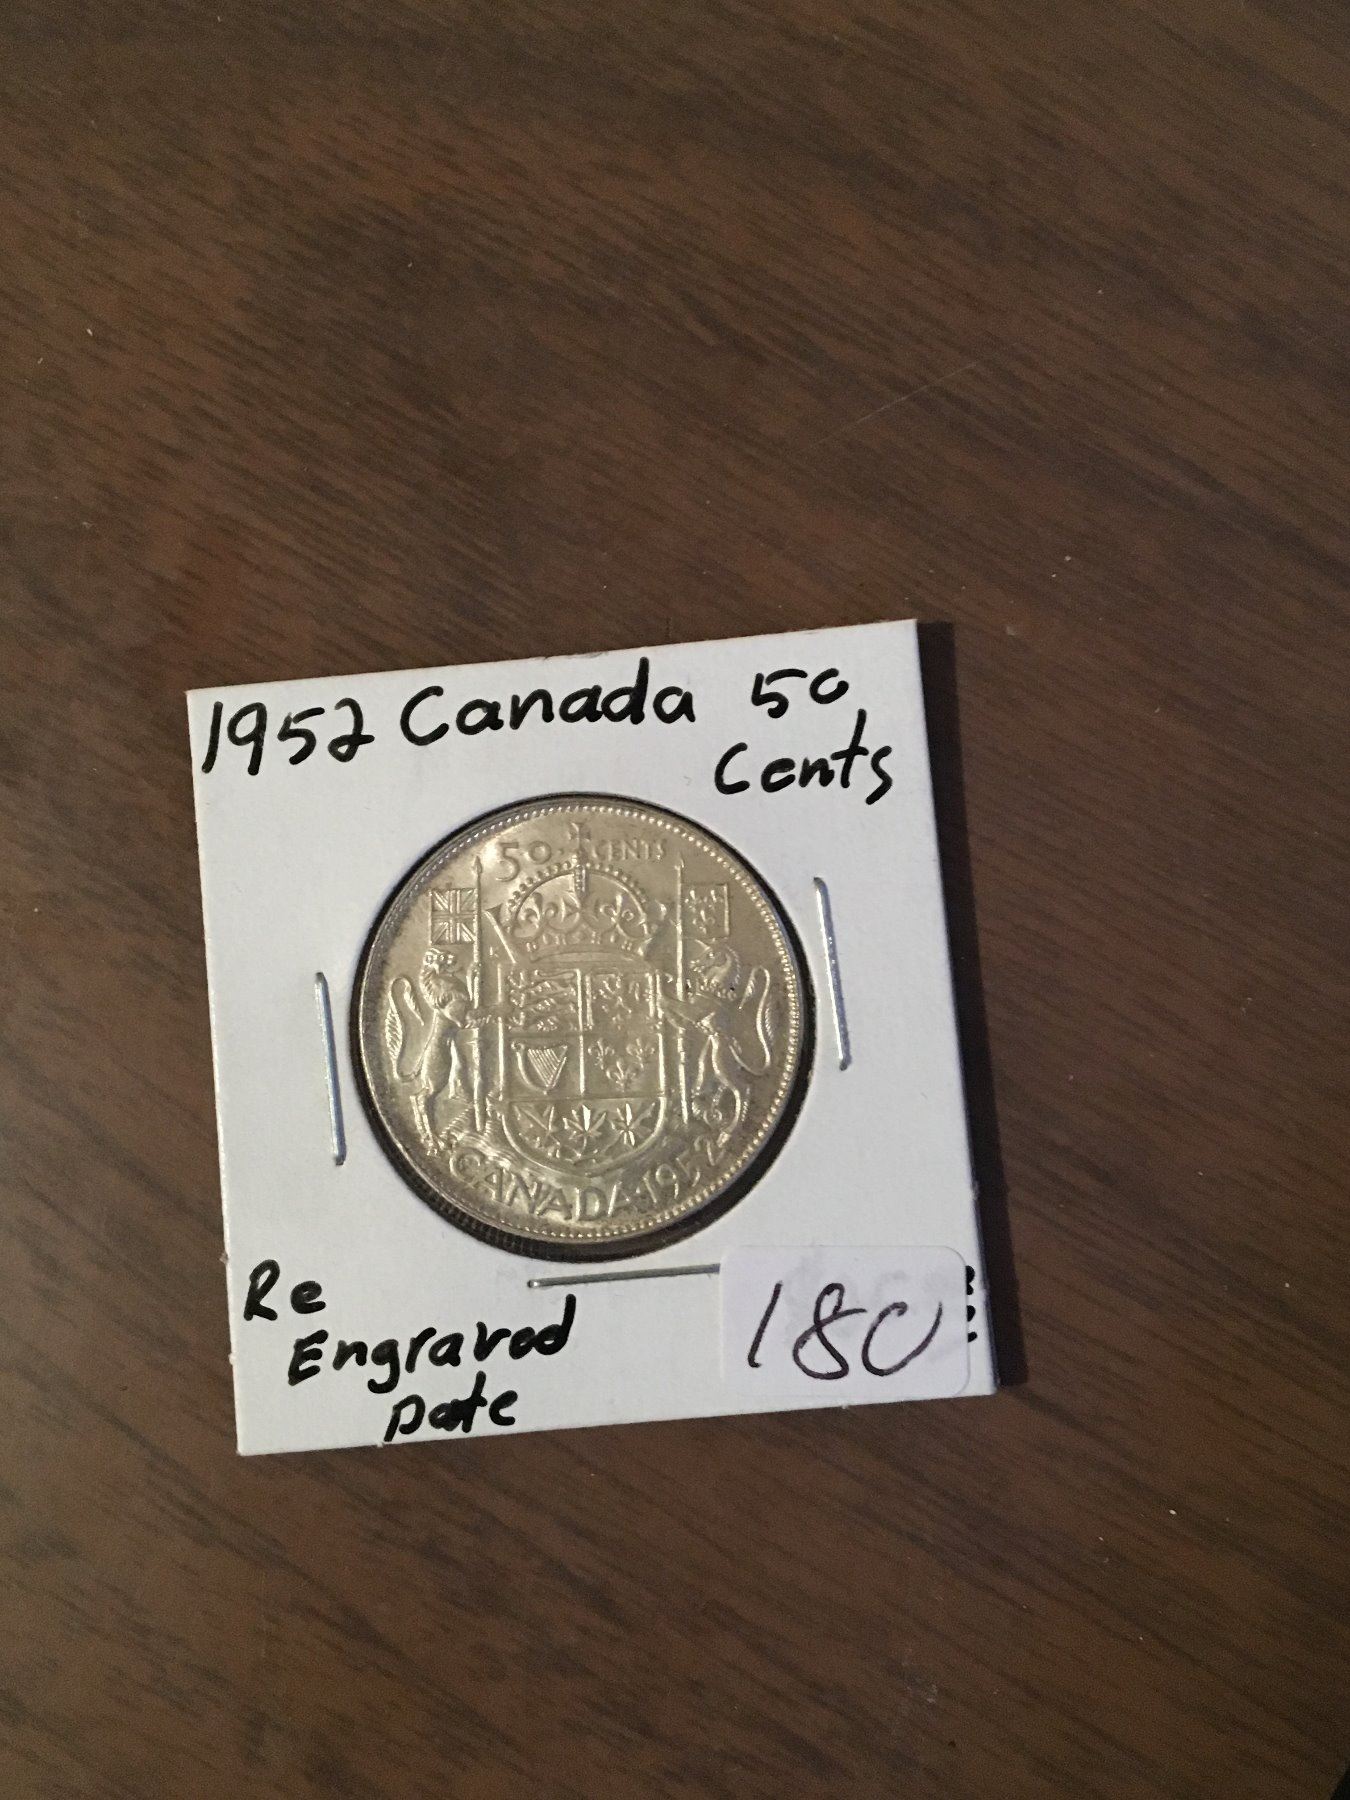 1952 Canada 50
Cents
50 CENTS
CANADA·1952
Re
Engraved
Date
180